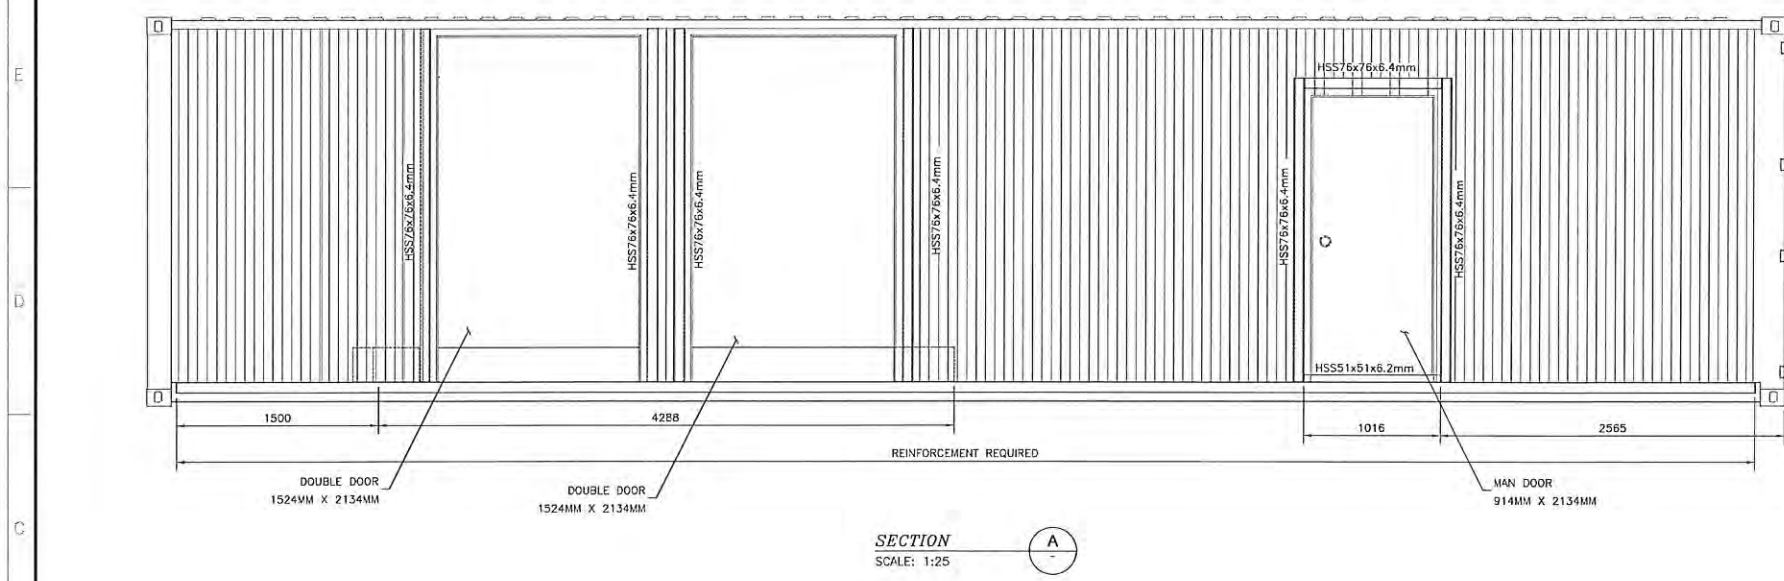 E
HSS76x76x6.4mm
HSS76x76x6.4mm
HSS76x76x6.4mm
HSS76x76x6.4mm
HSS76x76x6.4mm
HSS76x76x6.4mm
HSS76x76x6.4mm
D
HSS51x51x6.2mm
1500
4288
1016
2565
REINFORCEMENT REQUIRED
DOUBLE DOOR
1524MM X 2134MM
DOUBLE DOOR
1524MM X 2134MM
MAN DOOR
914MM X 2134MM
C
SECTION
SCALE: 1:25
A
-